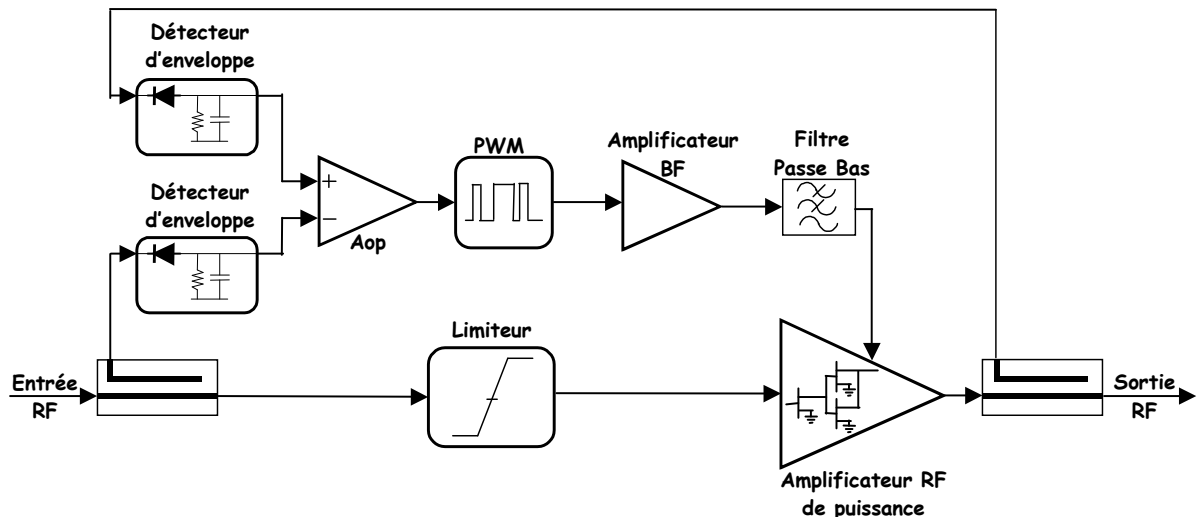 Détecteur
d'enveloppe
Détecteur
d'enveloppe
+
−
Aop
PWM
Amplificateur
BF
Filtre
Passe Bas
Limiteur
Entrée
RF
Sortie
RF
Amplificateur RF
de puissance